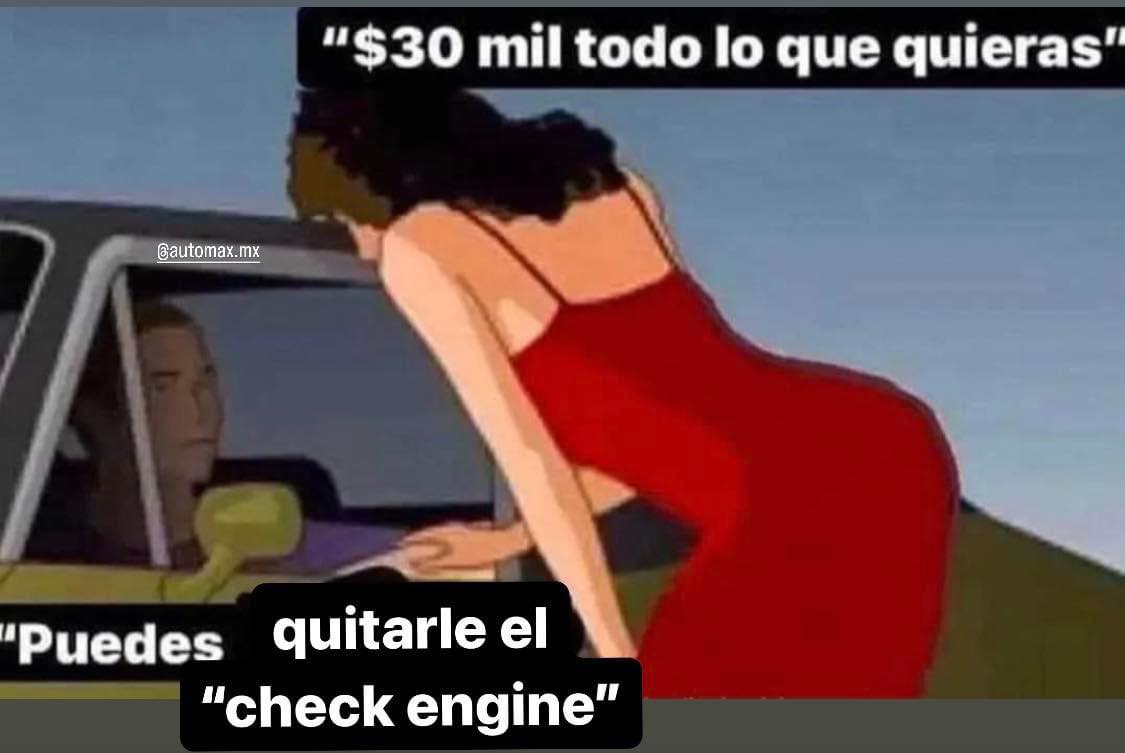 “$30 mil todo lo que quieras”
@automax.mx
“Puedes quitarle el
“check engine”